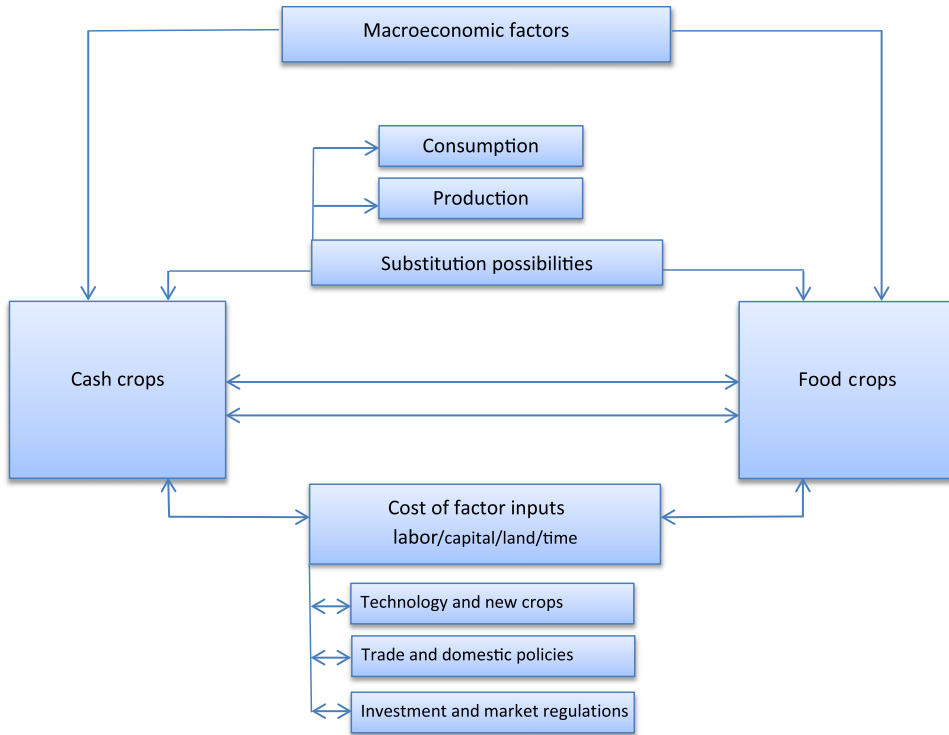 Macroeconomic factors
Consumption
Production
Substitution possibilities
Cash crops
Food crops
Cost of factor inputs
labor/capital/land/time
Technology and new crops
Trade and domestic policies
Investment and market regulations